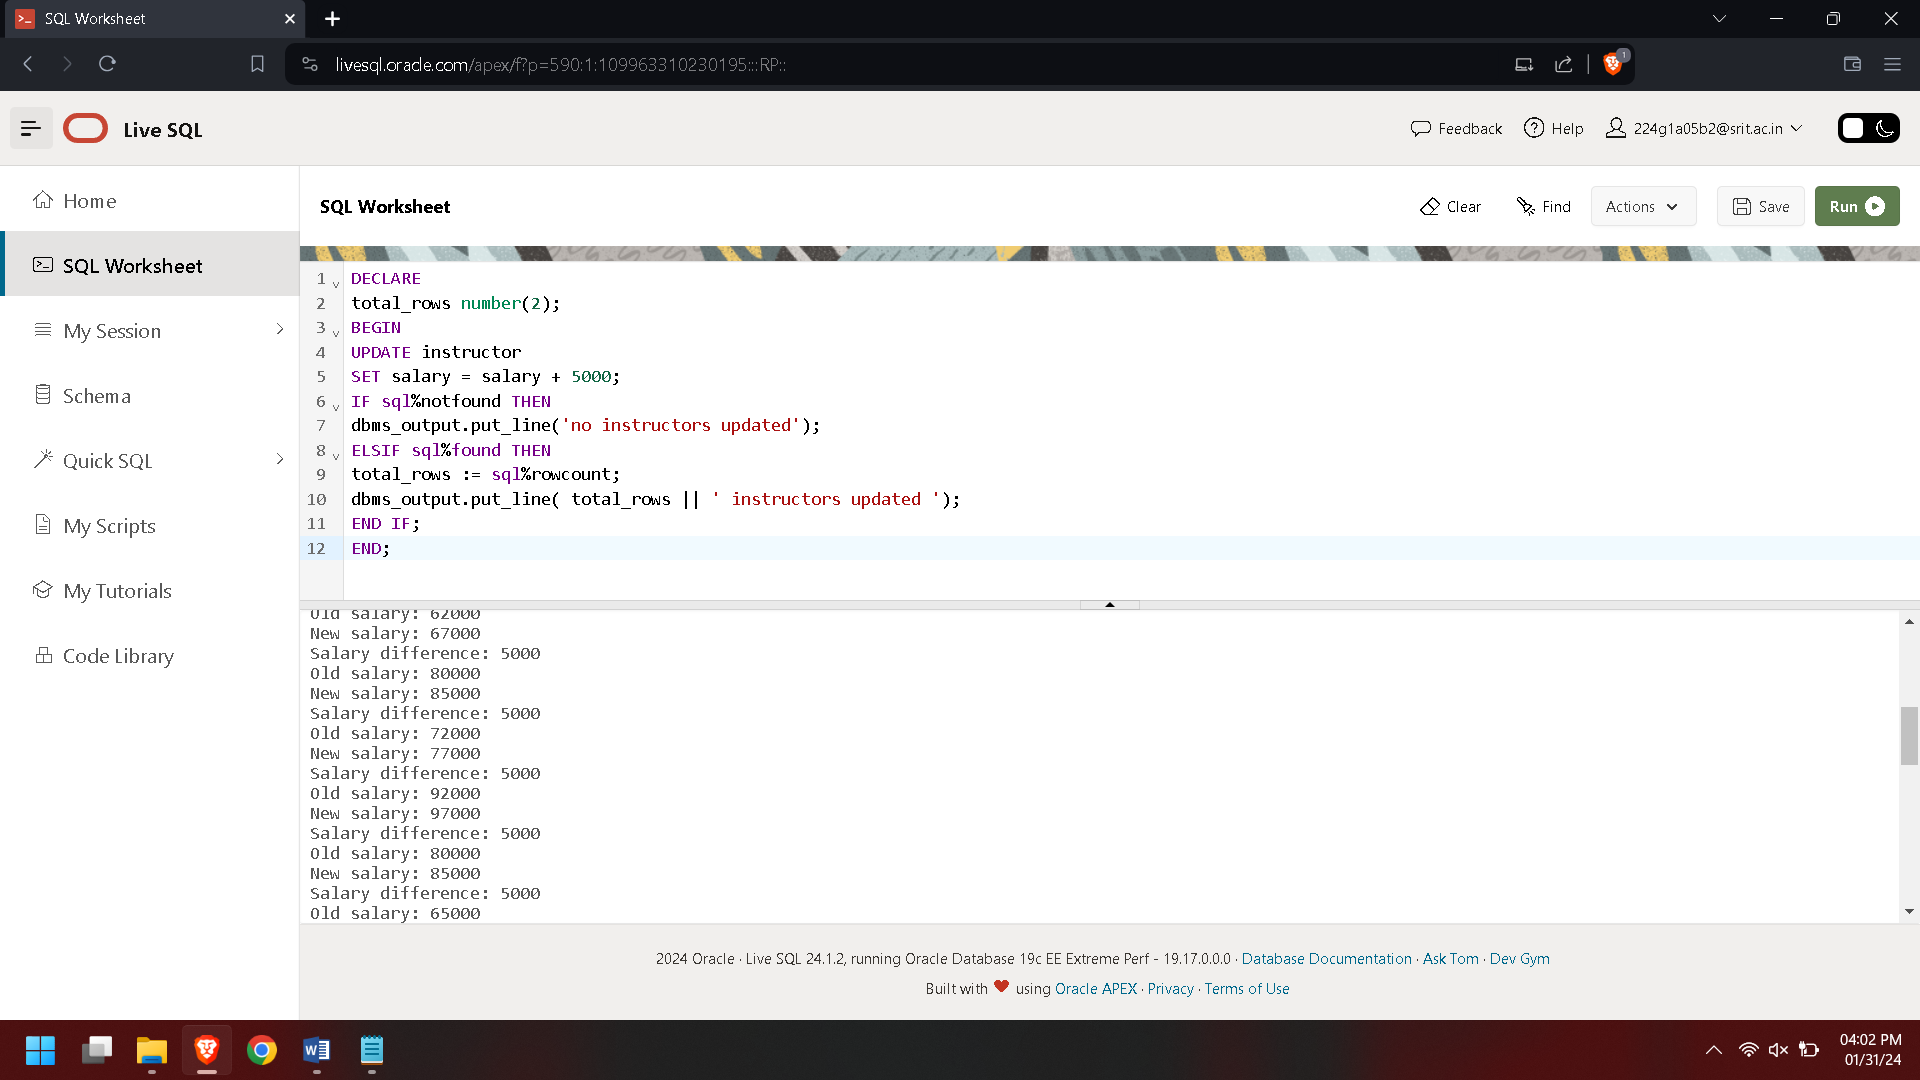 SQL Worksheet
livesql.oracle.com/apex/f?p=590:1:109963310230195:::RP::
1
Live SQL
Feedback
Help
224g1a05b2@srit.ac.in
Home
SQL Worksheet
My Session
Schema
Quick SQL
My Scripts
My Tutorials
Code Library
SQL Worksheet
Clear
Find
Actions
Save
Run
1 DECLARE
2 total_rows number(2);
3 BEGIN
4 UPDATE instructor
5 SET salary = salary + 5000;
6 IF sql%notfound THEN
7 dbms_output.put_line('no instructors updated');
8 ELSIF sql%found THEN
9 total_rows := sql%rowcount;
10 dbms_output.put_line( total_rows || ' instructors updated ');
11 END IF;
12 END;
Old salary: 62000
New salary: 67000
Salary difference: 5000
Old salary: 80000
New salary: 85000
Salary difference: 5000
Old salary: 72000
New salary: 77000
Salary difference: 5000
Old salary: 92000
New salary: 97000
Salary difference: 5000
Old salary: 80000
New salary: 85000
Salary difference: 5000
Old salary: 65000
2024 Oracle · Live SQL 24.1.2, running Oracle Database 19c EE Extreme Perf - 19.17.0.0.0 · Database Documentation · Ask Tom · Dev Gym
Built with ❤ using Oracle APEX · Privacy · Terms of Use
04:02 PM
01/31/24